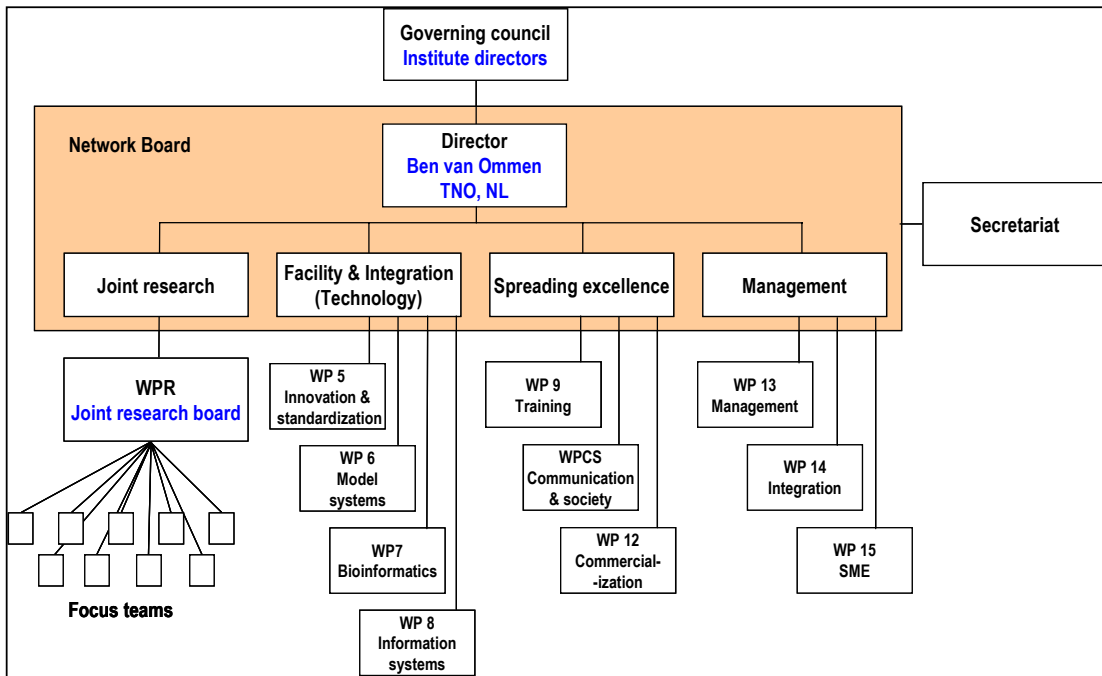 Governing council
Institute directors
Network Board
Director
Ben van Ommen
TNO, NL
Secretariat
Joint research
Facility & Integration
(Technology)
Spreading excellence
Management
WPR
Joint research board
WP 5
Innovation &
standardization
WP 9
Training
WP 13
Management
WP 6
Model
systems
WPCS
Communication
& society
WP 14
Integration
WP7
Bioinformatics
WP 12
Commercial-
-ization
WP 15
SME
Focus teams
WP 8
Information
systems